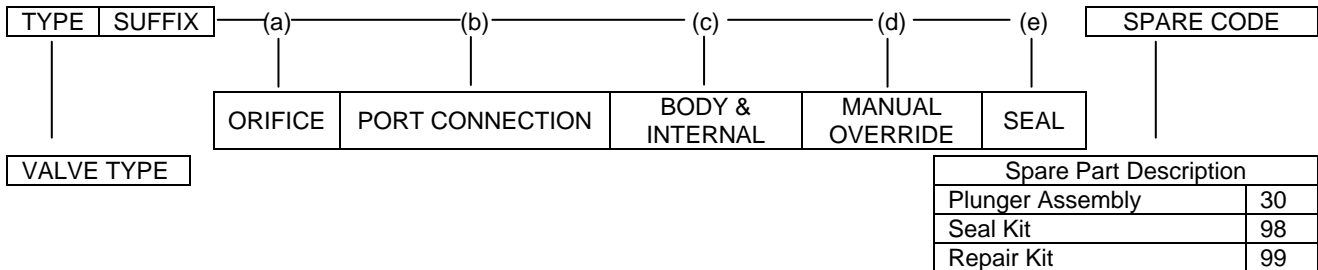 TYPE SUFFIX (a) (b) (c) (d) (e) SPARE CODE
ORIFICE PORT CONNECTION BODY & INTERNAL MANUAL OVERRIDE SEAL
VALVE TYPE
Spare Part Description
Plunger Assembly 30
Seal Kit 98
Repair Kit 99